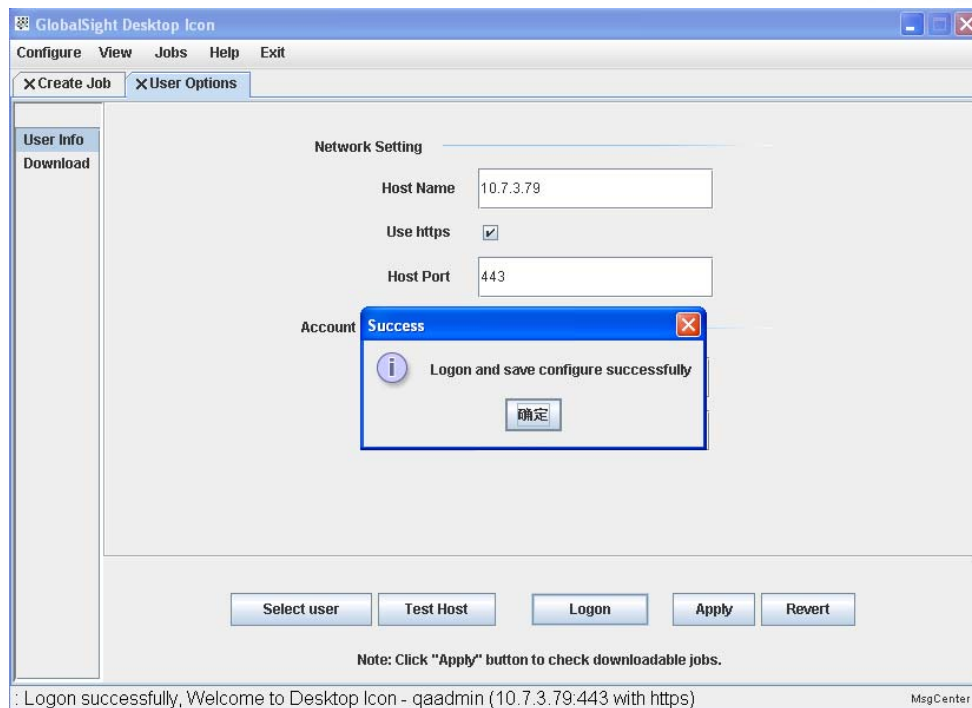 GlobalSight Desktop Icon
Configure View Jobs Help Exit
Create Job User Options
User Info
Download
Network Setting
Host Name 10.7.3.79
Use https
Host Port 443
Account
Success
Logon and save configure successfully
确定
Select user Test Host Logon Apply Revert
Note: Click "Apply" button to check downloadable jobs.
: Logon successfully, Welcome to Desktop Icon - qaadmin (10.7.3.79:443 with https) MsgCenter